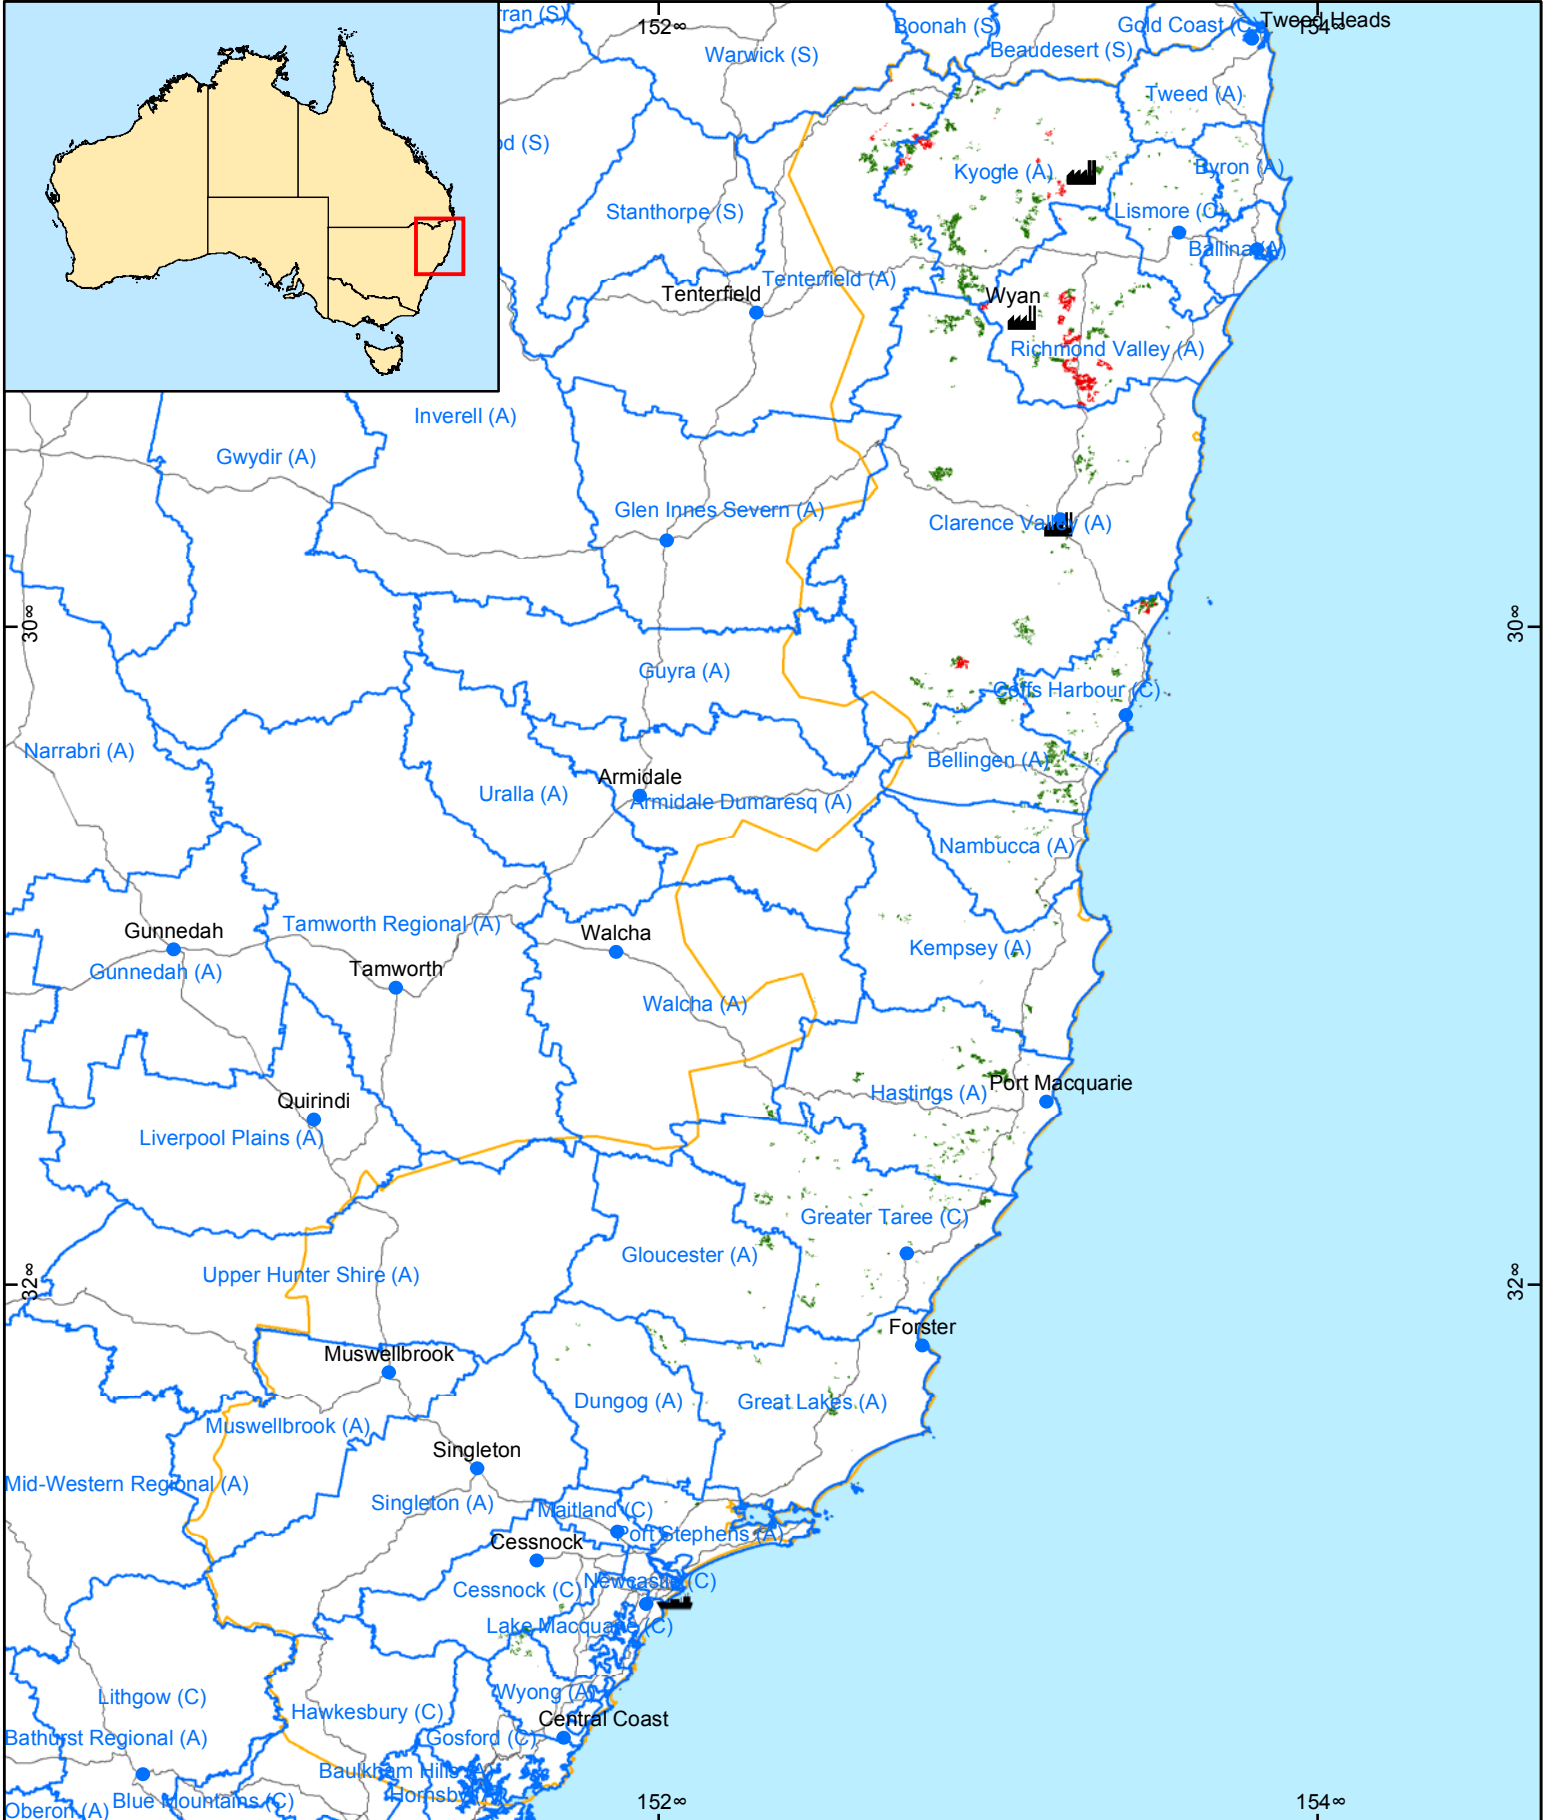 rran (S)
152∞
Boonah (S)
Gold Coast (C)
Tweed Heads
154∞
Warwick (S)
Beaudesert (S)
Tweed (A)
od (S)
Kyogle (A)
Byron (A)
Stanthorpe (S)
Lismore (C)
Ballina (A)
Tenterfield (A)
Tenterfield
Wyan
Richmond Valley (A)
Inverell (A)
Gwydir (A)
Glen Innes Severn (A)
Clarence Valley (A)
30∞
30∞
Guyra (A)
Coffs Harbour (C)
Narrabri (A)
Bellingen (A)
Armidale
Uralla (A)
Armidale Dumaresq (A)
Nambucca (A)
Gunnedah
Tamworth Regional (A)
Walcha
Kempsey (A)
Gunnedah (A)
Tamworth
Walcha (A)
Quirindi
Hastings (A)
Port Macquarie
Liverpool Plains (A)
Greater Taree (C)
Gloucester (A)
Upper Hunter Shire (A)
32∞
32∞
Forster
Muswellbrook
Dungog (A)
Great Lakes (A)
Muswellbrook (A)
Singleton
Mid-Western Regional (A)
Singleton (A)
Maitland (C)
Port Stephens (A)
Cessnock
Newcastle (C)
Cessnock (C)
Lake Macquarie (C)
Lithgow (C)
Wyong (A)
Hawkesbury (C)
Central Coast
Bathurst Regional (A)
Gosford (C)
Baulkham Hills (A)
Hornsby
Blue Mountains (C)
Oberon (A)
152∞
154∞